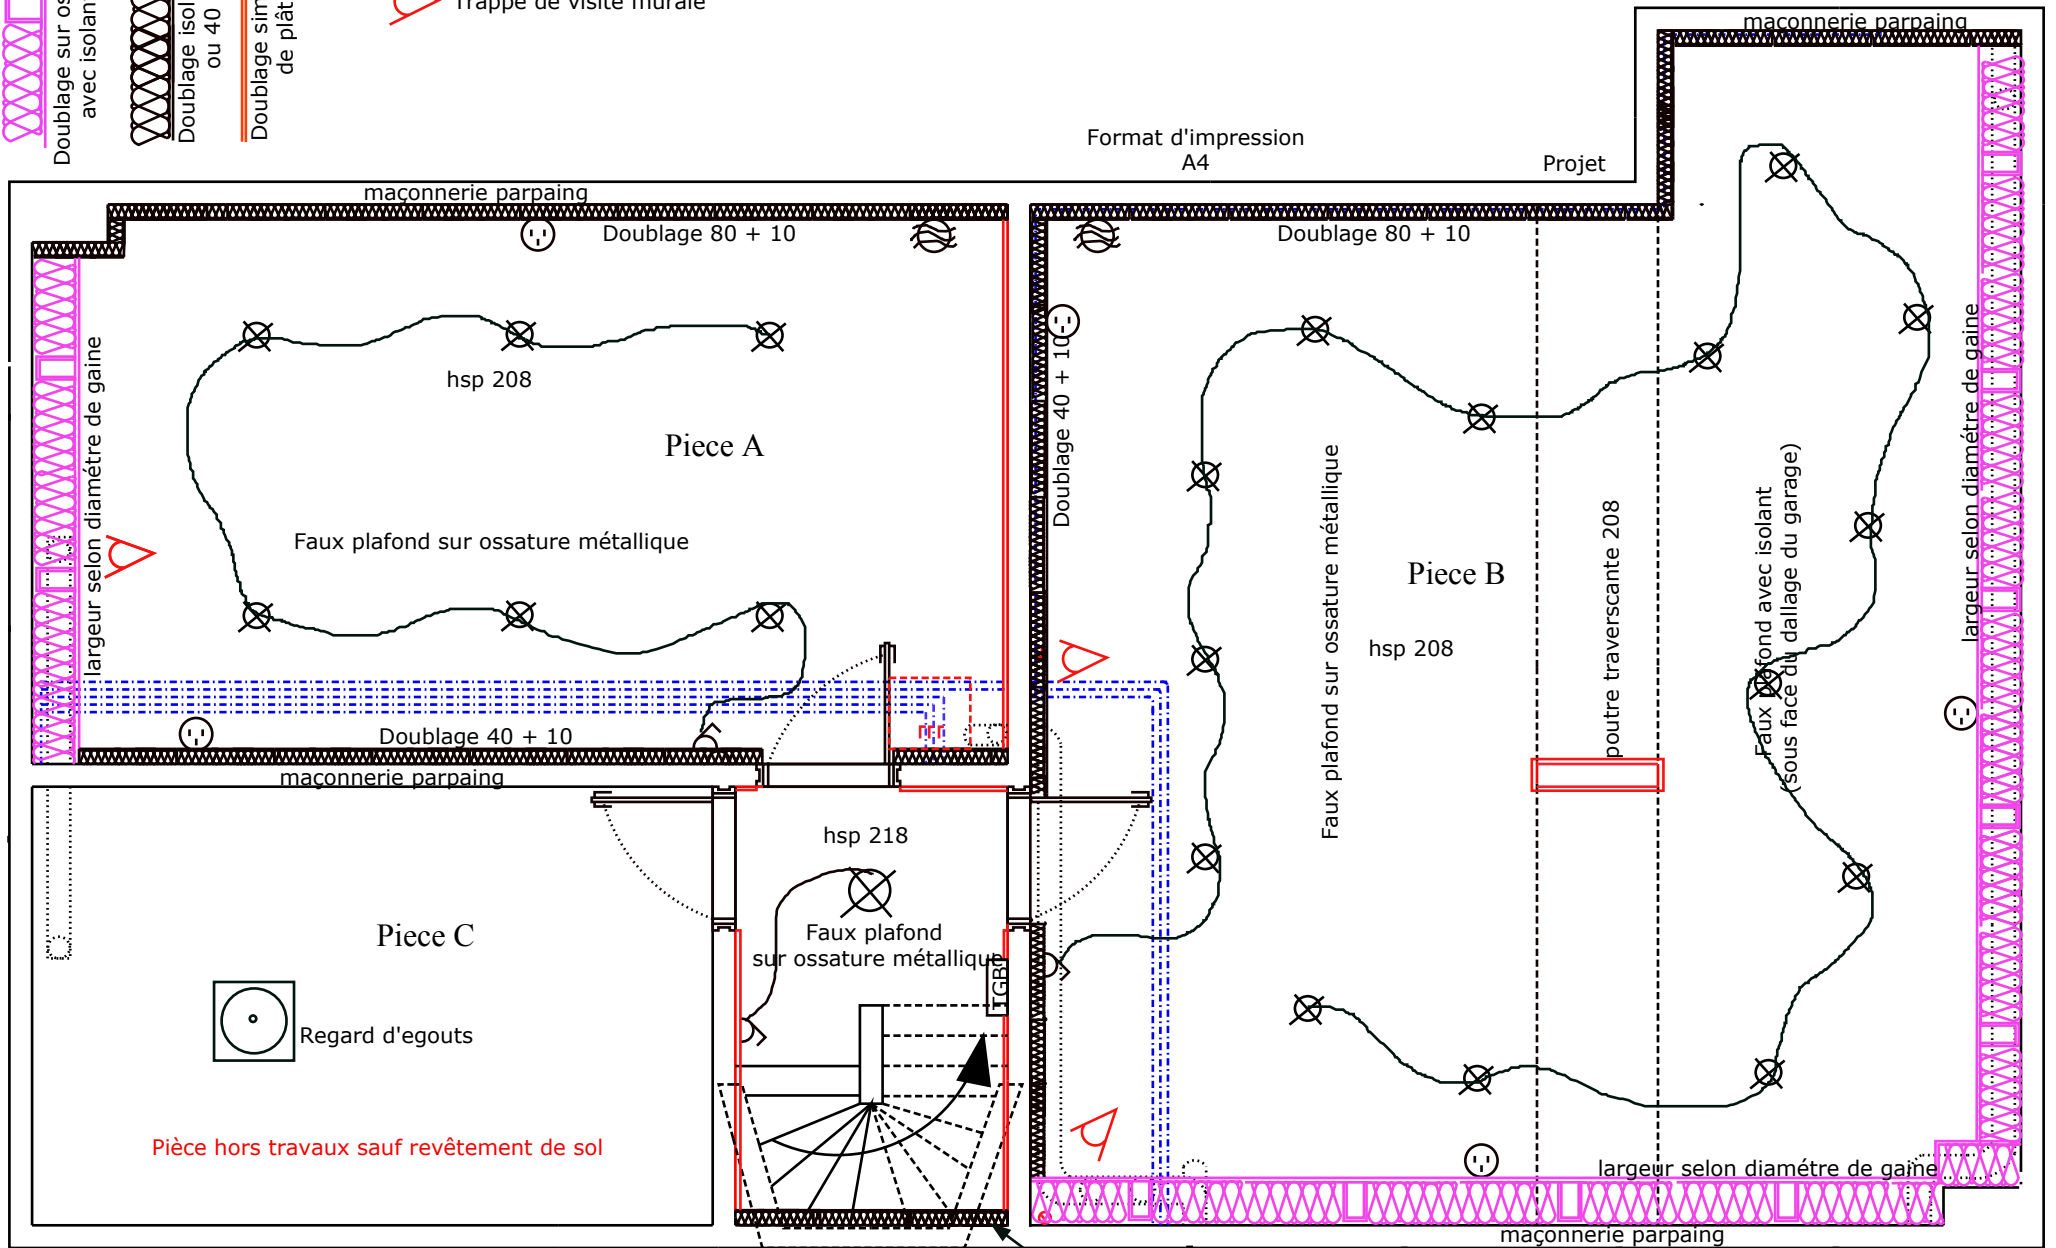 Trappe de visite murale
Doublage sur os
avec isolant
Doublage isol
ou 40
Doublage sim
de plât
Format d'impression
A4
Projet
maçonnerie parpaing
maçonnerie parpaing
Doublage 80 + 10
Doublage 80 + 10
largeur selon diamétre de gaine
hsp 208
Piece A
Faux plafond sur ossature métallique
Doublage 40 + 10
maçonnerie parpaing
Doublage 40 + 10
Faux plafond sur ossature métallique
Piece B
hsp 208
poutre traverscante 208
Faux plafond avec isolant
(sous face du dallage du garage)
largeur selon diamétre de gaine
hsp 218
Faux plafond
sur ossature métallique
TGBT
Piece C
Regard d'egouts
Pièce hors travaux sauf revêtement de sol
largeur selon diamétre de gaine
maçonnerie parpaing